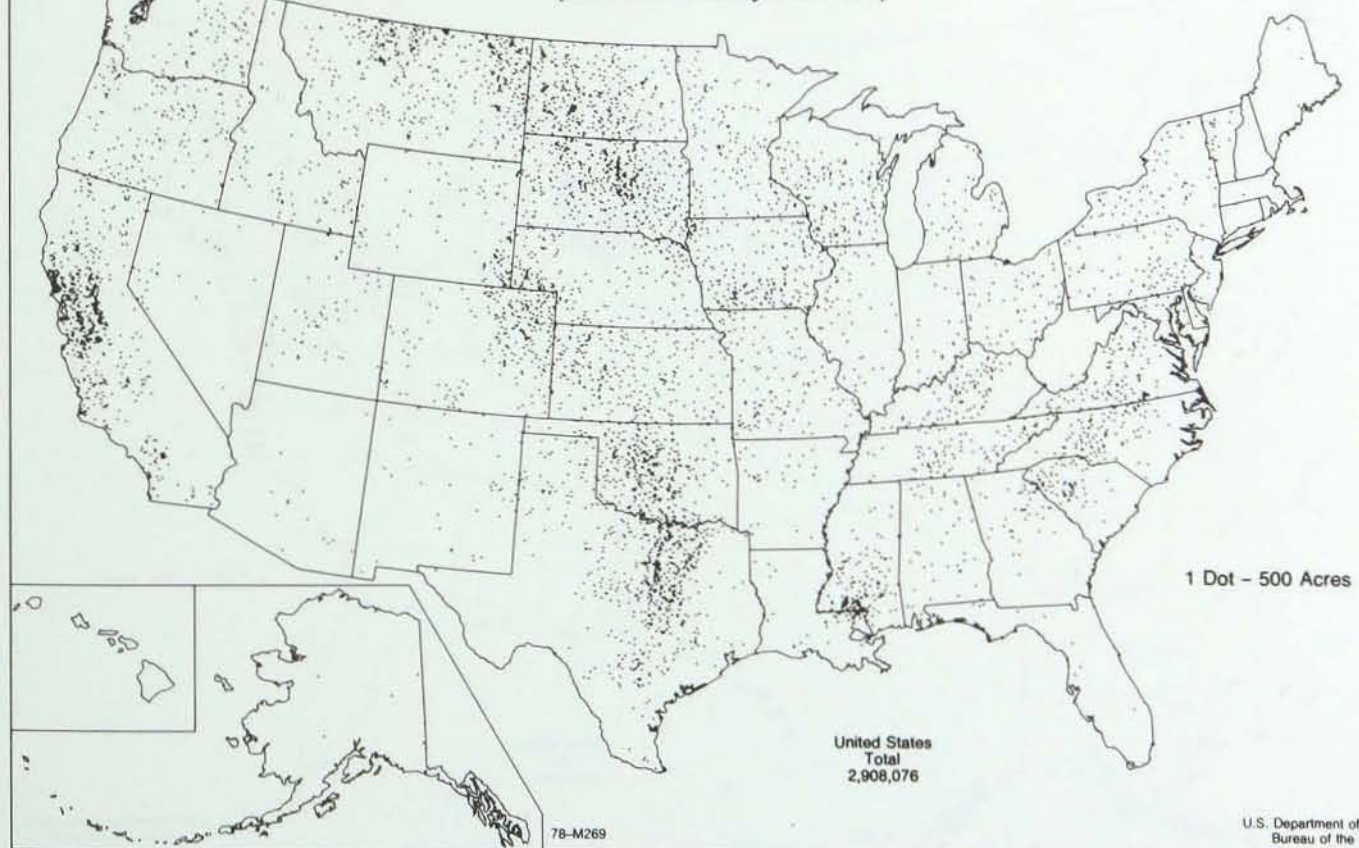 1 Dot – 500 Acres
United States
Total
2,908,076
78–M269
U.S. Department of
Bureau of the